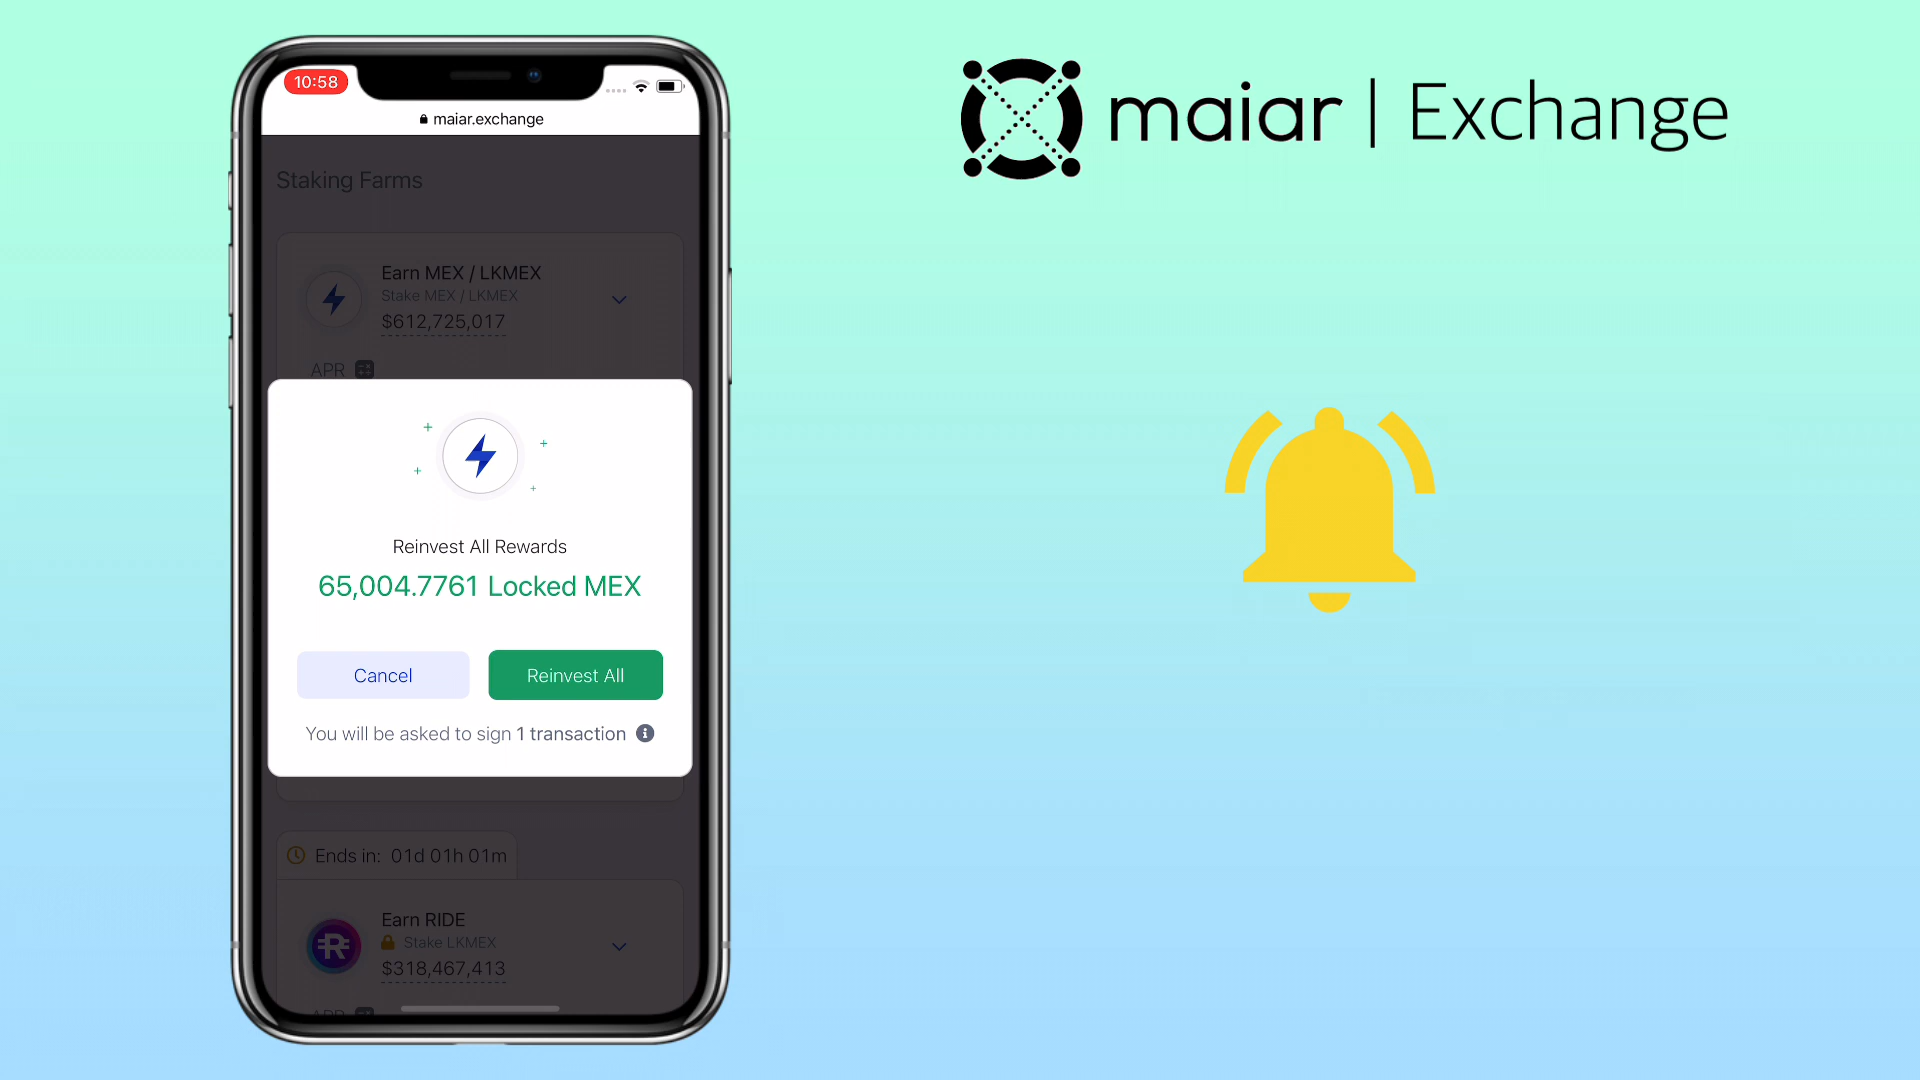 10:58
maiar.exchange
Staking Farms
Earn MEX / LKMEX
Stake MEX / LKMEX
$612,725,017
APR
Reinvest All Rewards
65,004.7761 Locked MEX
Cancel
Reinvest All
You will be asked to sign 1 transaction
Ends in: 01d 01h 01m
Earn RIDE
Stake LKMEX
$318,467,413
APR
maiar | Exchange